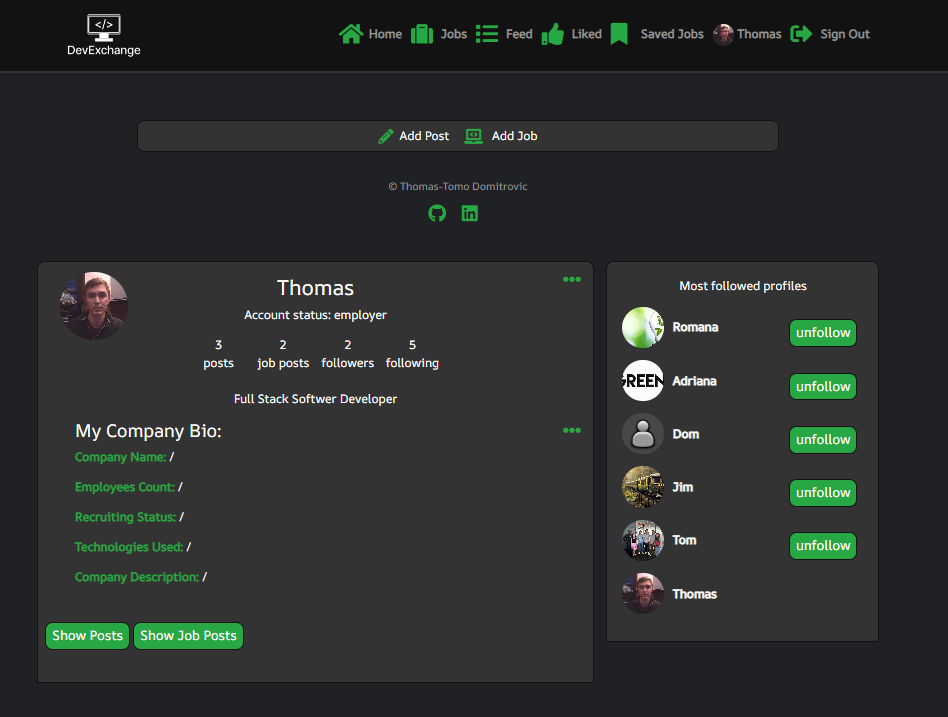 </>
DevExchange
Home Jobs Feed Liked Saved Jobs Thomas Sign Out
Add Post Add Job
© Thomas-Tomo Domitrovic
in
Thomas
Account status: employer
3 2 2 5
posts job posts followers following
Full Stack Softwer Developer
My Company Bio:
Company Name: /
Employees Count: /
Recruiting Status: /
Technologies Used: /
Company Description: /
Show Posts Show Job Posts
Most followed profiles
Romana unfollow
GREEN Adriana unfollow
Dom unfollow
Jim unfollow
Tom unfollow
Thomas